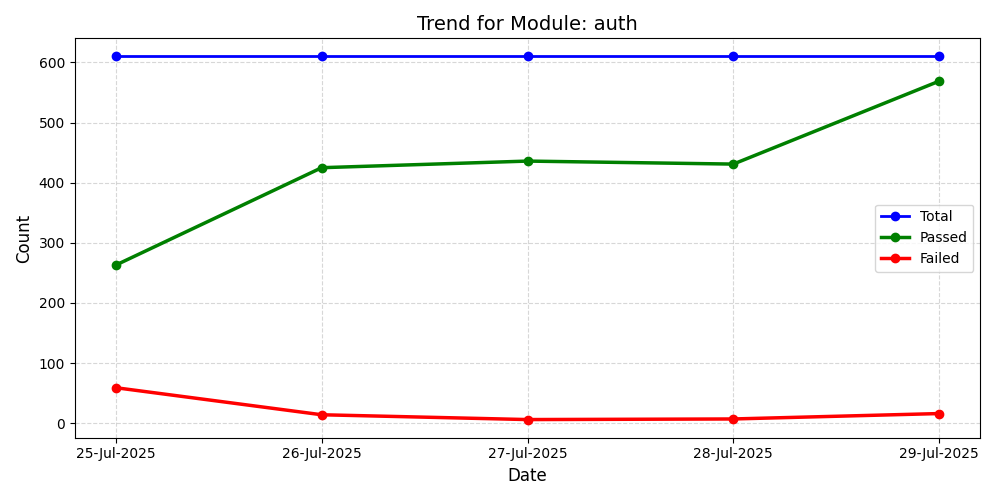 Trend for Module: auth
Count
600
500
400
300
200
100
0
Total
Passed
Failed
25-Jul-2025 26-Jul-2025 27-Jul-2025 28-Jul-2025 29-Jul-2025
Date